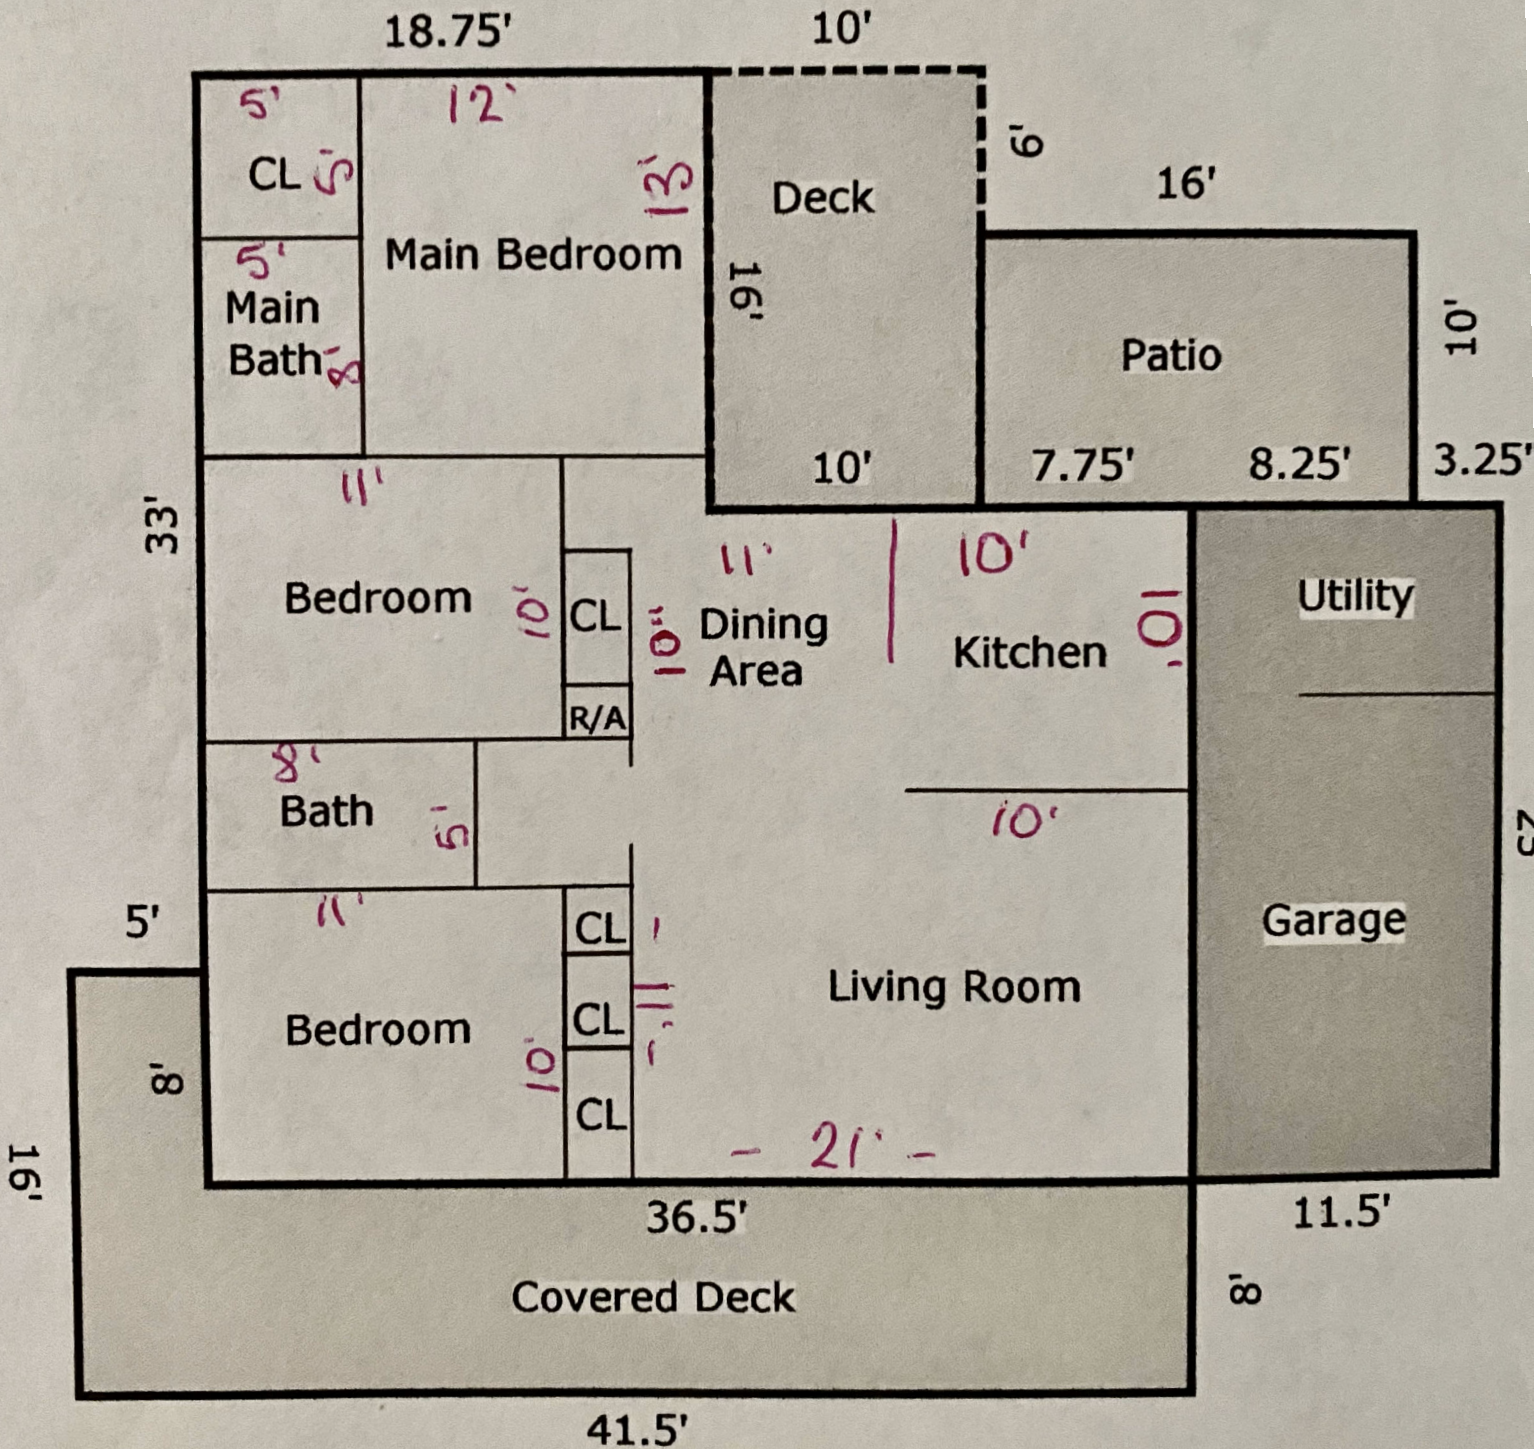 18.75'
10'
5'
12'
CL
5'
13'
Deck
6'
16'
5'
Main
Bath
8'
Main Bedroom
16'
Patio
10'
11'
10'
7.75'
8.25'
3.25'
33'
Bedroom
10'
CL
10"
11'
Dining
Area
10'
Kitchen
10'
Utility
R/A
8'
Bath
5'
10'
5'
11'
CL
Garage
Living Room
Bedroom
10'
CL
11'
8'
CL
- 21' -
16'
36.5'
11.5'
Covered Deck
8'
41.5'